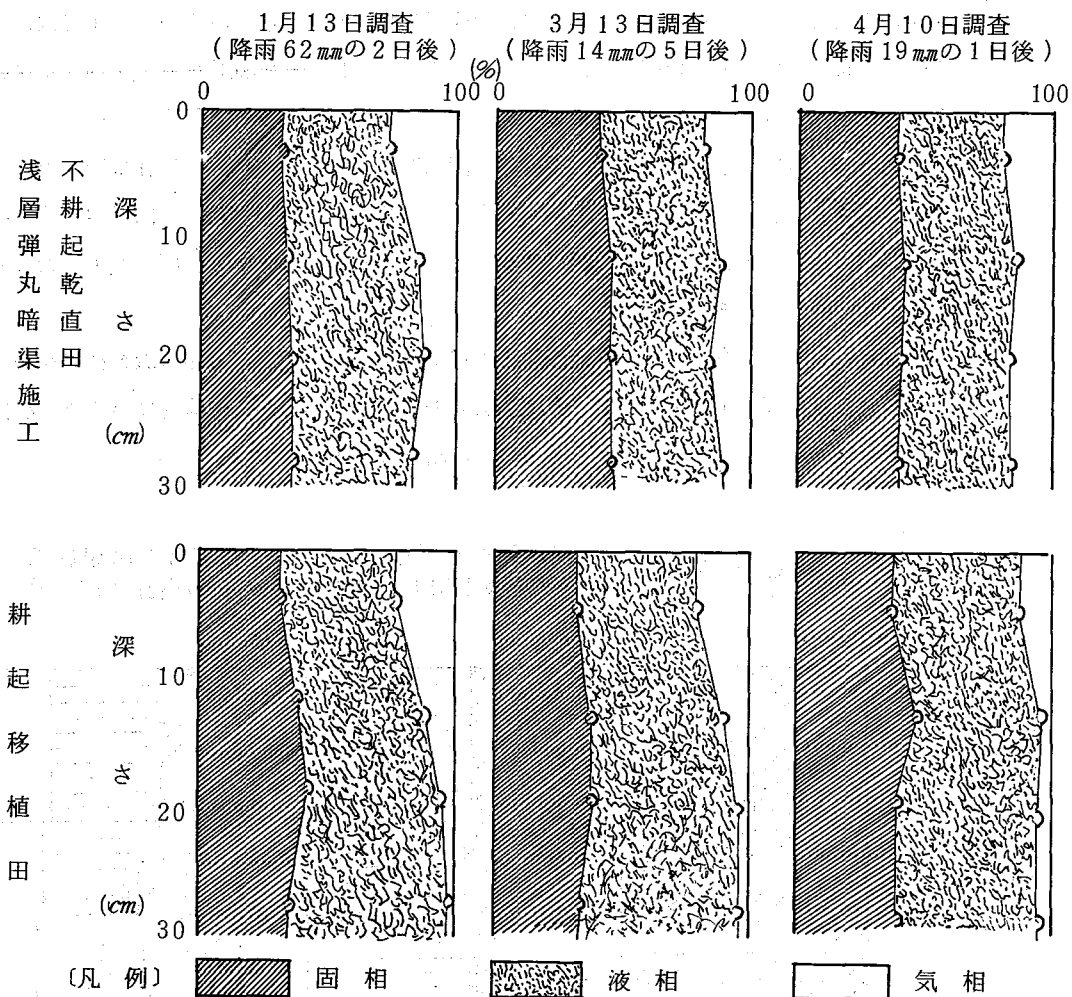 1月13日調査
(降雨62mmの2日後)
3月13日調査
(降雨14mmの5日後)
4月10日調査
(降雨19mmの1日後)
(%)
0 100 0 100 0 100
浅層弾丸暗渠施工
不耕起乾直田
深さ(cm)
0
10
20
30
耕起移植田
深さ(cm)
0
10
20
30
〔凡例〕 固相 液相 気相